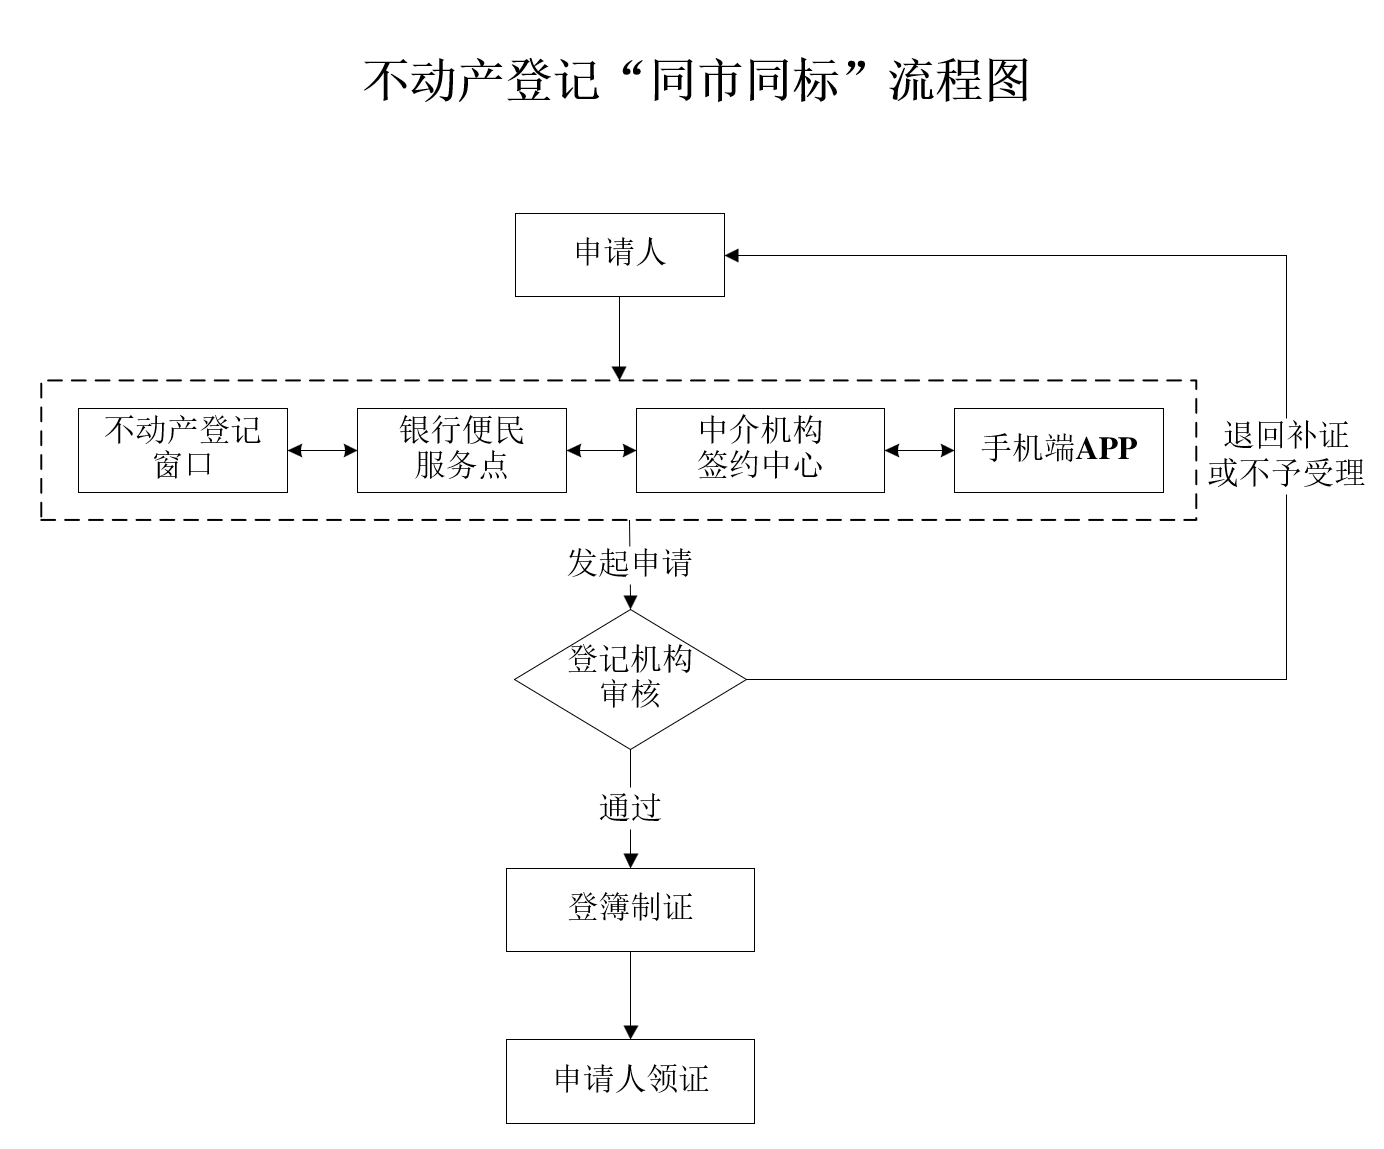 不动产登记“同市同标”流程图
申请人
不动产登记
窗口
银行便民
服务点
中介机构
签约中心
手机端APP
退回补证
或不予受理
发起申请
登记机构
审核
通过
登簿制证
申请人领证